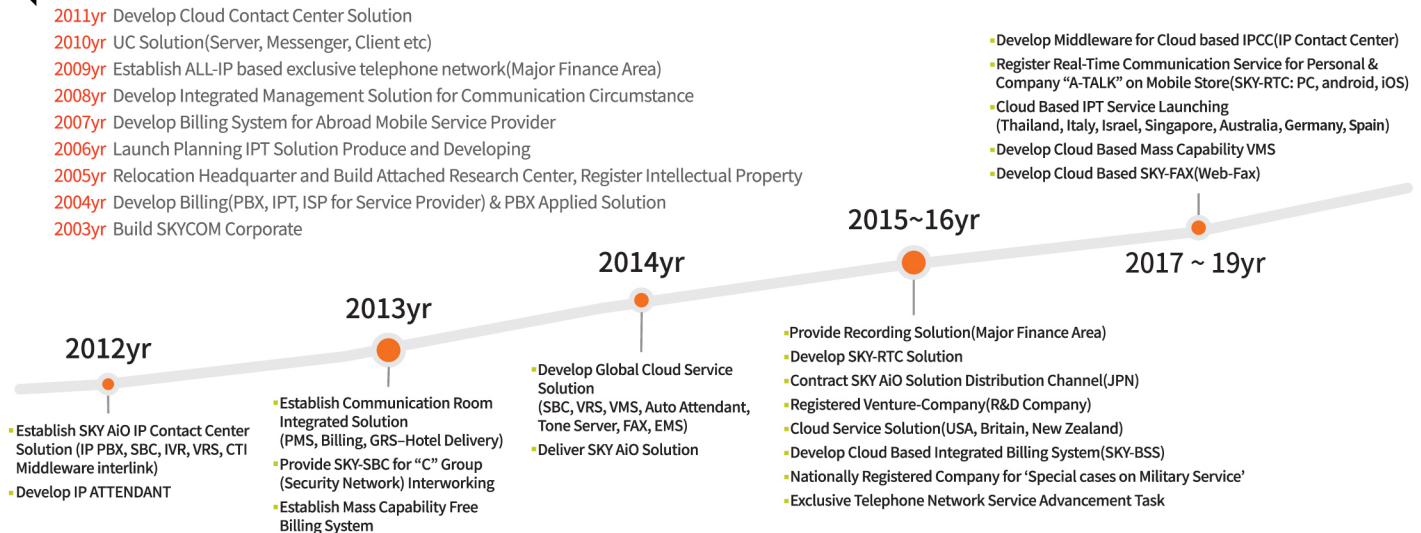 2011yr Develop Cloud Contact Center Solution
2010yr UC Solution(Server, Messenger, Client etc)
2009yr Establish ALL-IP based exclusive telephone network(Major Finance Area)
2008yr Develop Integrated Management Solution for Communication Circumstance
2007yr Develop Billing System for Abroad Mobile Service Provider
2006yr Launch Planning IPT Solution Produce and Developing
2005yr Relocation Headquarter and Build Attached Research Center, Register Intellectual Property
2004yr Develop Billing(PBX, IPT, ISP for Service Provider) & PBX Applied Solution
2003yr Build SKYCOM Corporate
2012yr
Establish SKY AiO IP Contact Center
Solution (IP PBX, SBC, IVR, VRS, CTI
Middleware interlink)
Develop IP ATTENDANT
2013yr
Establish Communication Room
Integrated Solution
(PMS, Billing, GRS–Hotel Delivery)
Provide SKY-SBC for “C” Group
(Security Network) Interworking
Establish Mass Capability Free
Billing System
2014yr
Develop Global Cloud Service
Solution
(SBC, VRS, VMS, Auto Attendant,
Tone Server, FAX, EMS)
Deliver SKY AiO Solution
2015~16yr
Provide Recording Solution(Major Finance Area)
Develop SKY-RTC Solution
Contract SKY AiO Solution Distribution Channel(JPN)
Registered Venture-Company(R&D Company)
Cloud Service Solution(USA, Britain, New Zealand)
Develop Cloud Based Integrated Billing System(SKY-BSS)
Nationally Registered Company for ‘Special cases on Military Service’
Exclusive Telephone Network Service Advancement Task
Develop Middleware for Cloud based IPCC(IP Contact Center)
Register Real-Time Communication Service for Personal &
Company “A-TALK” on Mobile Store(SKY-RTC: PC, android, iOS)
Cloud Based IPT Service Launching
(Thailand, Italy, Israel, Singapore, Australia, Germany, Spain)
Develop Cloud Based Mass Capability VMS
Develop Cloud Based SKY-FAX(Web-Fax)
2017 ~ 19yr